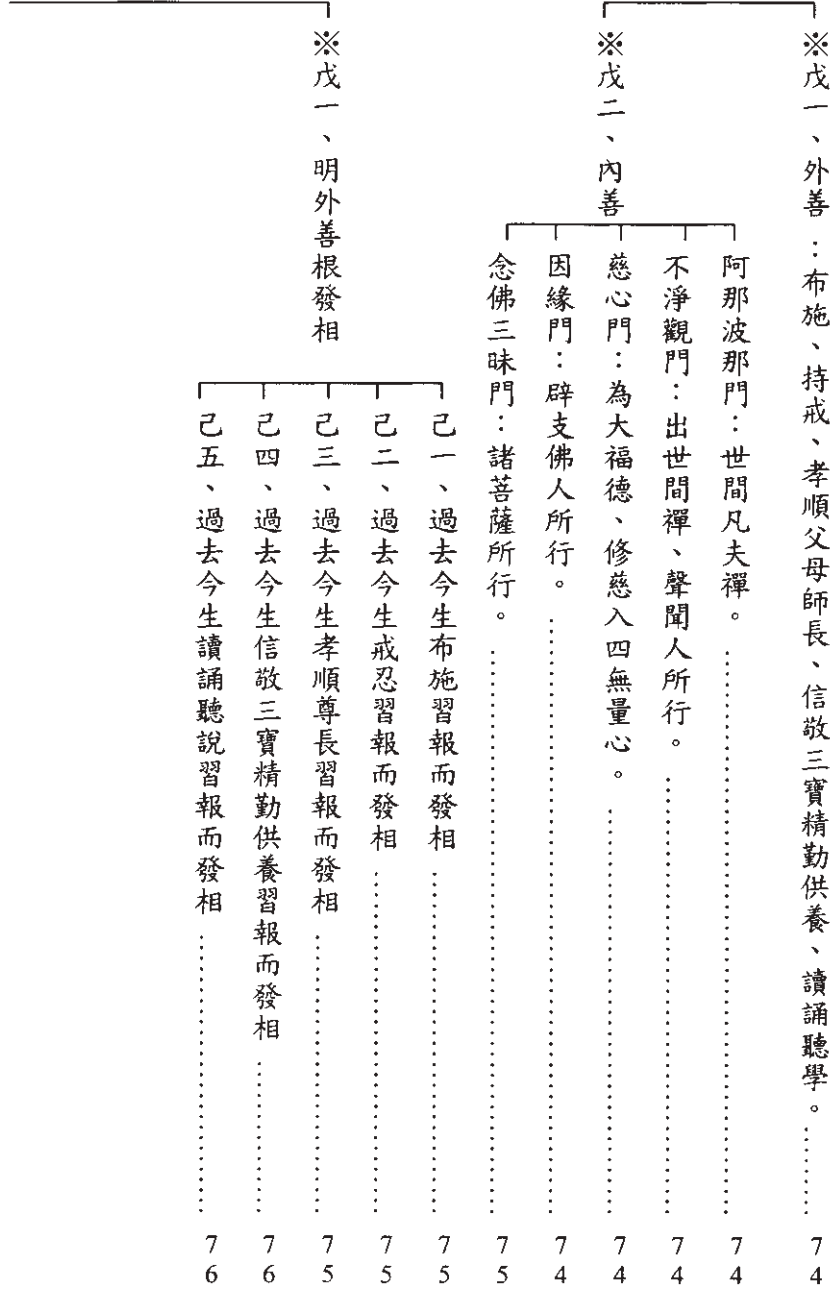 ※戊一、外善：布施、持戒、孝順父母師長、信敬三寶精勤供養、讀誦聽學。………74
※戊二、內善
阿那波那門：世間凡夫禪。………74
不淨觀門：出世間禪、聲聞人所行。………74
慈心門：為大福德、修慈入四無量心。………74
因緣門：辟支佛人所行。………74
念佛三昧門：諸菩薩所行。………75
※戊一、明外善根發相
己一、過去今生布施習報而發相………75
己二、過去今生戒忍習報而發相………75
己三、過去今生孝順尊長習報而發相………75
己四、過去今生信敬三寶精勤供養習報而發相………76
己五、過去今生讀誦聽說習報而發相………76